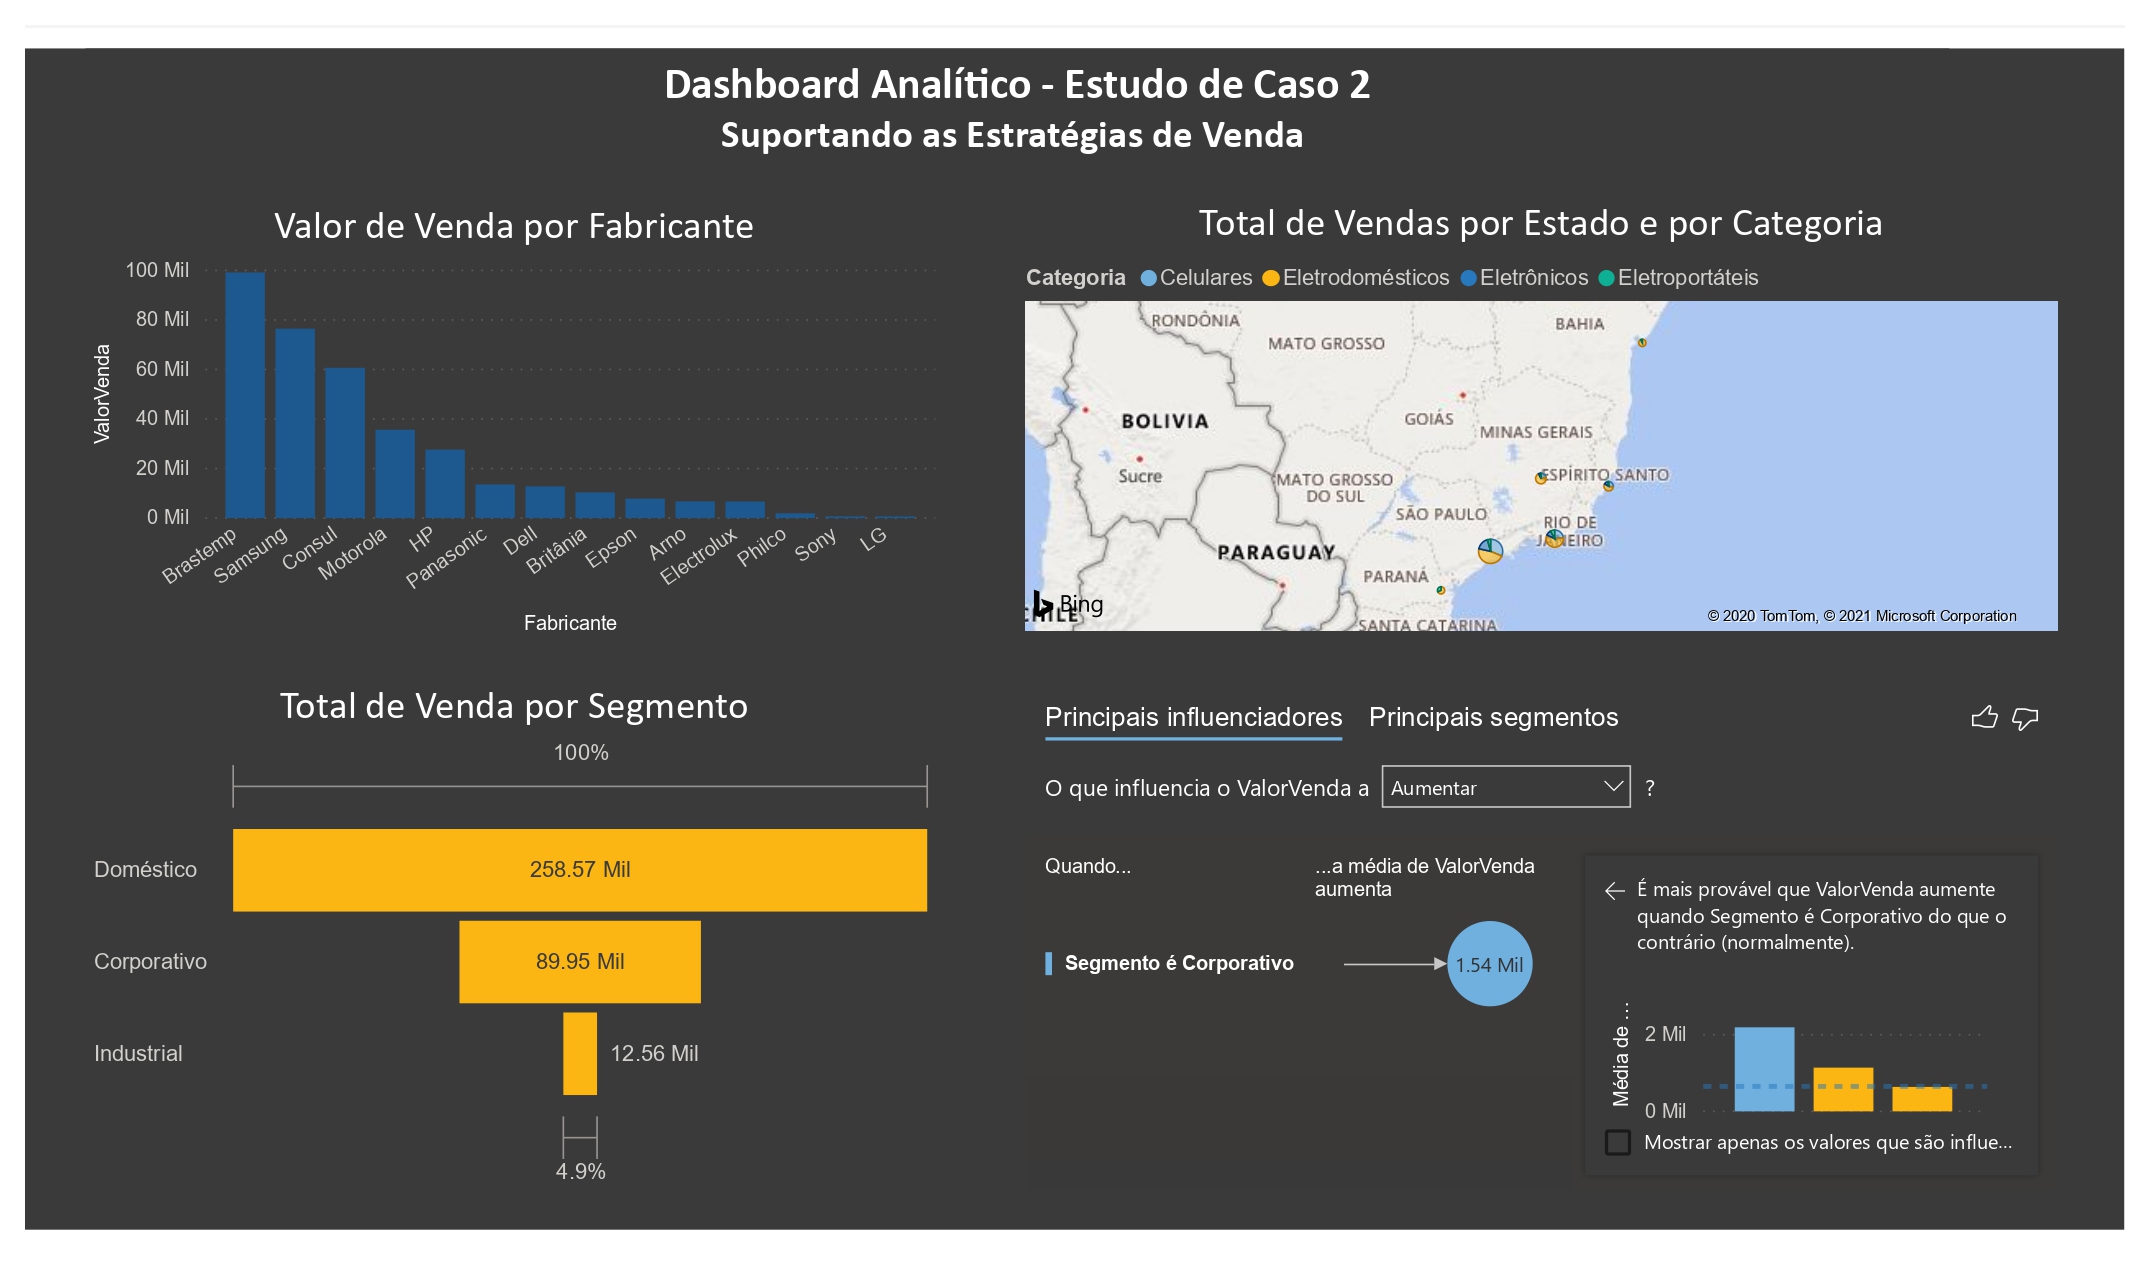 Dashboard Analítico - Estudo de Caso 2
Suportando as Estratégias de Venda
Valor de Venda por Fabricante
ValorVenda
100 Mil
80 Mil
60 Mil
40 Mil
20 Mil
0 Mil
Brastemp
Samsung
Consul
Motorola
HP
Panasonic
Dell
Britânia
Epson
Arno
Electrolux
Philco
Sony
LG
Fabricante
Total de Vendas por Estado e por Categoria
Categoria Celulares Eletrodomésticos Eletrônicos Eletroportáteis
RONDÔNIA
MATO GROSSO
BAHIA
BOLIVIA
GOIÁS
MINAS GERAIS
Sucre
MATO GROSSO
DO SUL
ESPÍRITO SANTO
SÃO PAULO
RIO DE
JANEIRO
PARAGUAY
PARANÁ
Bing
CHILE
SANTA CATARINA
© 2020 TomTom, © 2021 Microsoft Corporation
Total de Venda por Segmento
100%
Doméstico 258.57 Mil
Corporativo 89.95 Mil
Industrial 12.56 Mil
4.9%
Principais influenciadores Principais segmentos
O que influencia o ValorVenda a Aumentar ?
Quando...
...a média de ValorVenda
aumenta
Segmento é Corporativo 1.54 Mil
É mais provável que ValorVenda aumente
quando Segmento é Corporativo do que o
contrário (normalmente).
Média de ...
2 Mil
0 Mil
Mostrar apenas os valores que são influe...